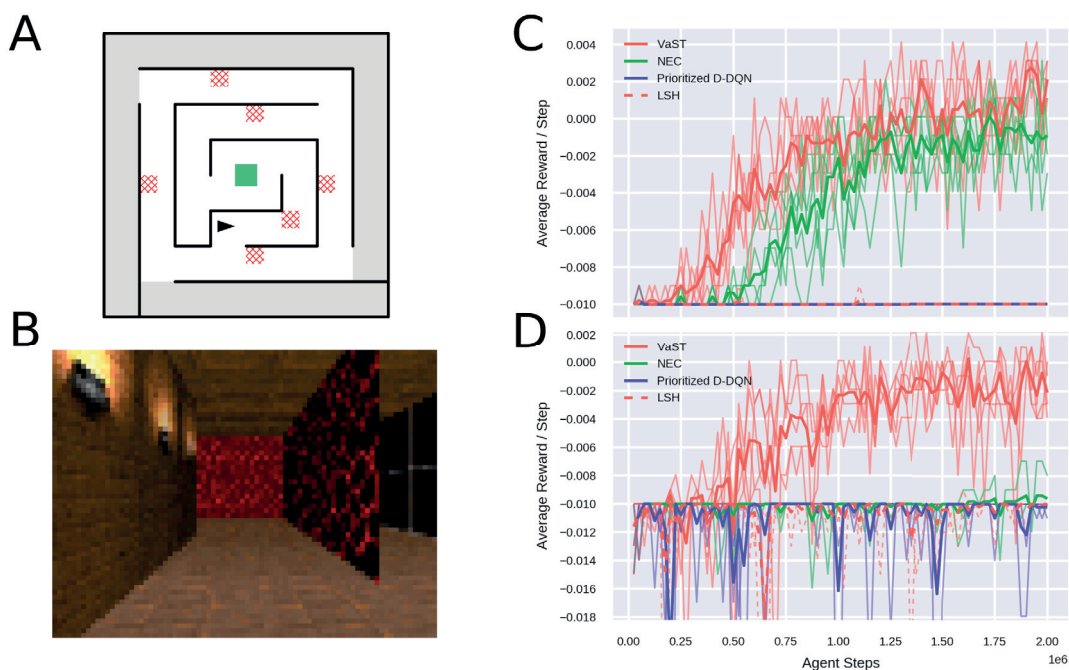 A
B
C
Average Reward / Step
0.004
0.002
0.000
−0.002
−0.004
−0.006
−0.008
−0.010
VaST
NEC
Prioritized D-DQN
LSH
D
Average Reward / Step
0.002
0.000
−0.002
−0.004
−0.006
−0.008
−0.010
−0.012
−0.014
−0.016
−0.018
VaST
NEC
Prioritized D-DQN
LSH
0.00 0.25 0.50 0.75 1.00 1.25 1.50 1.75 2.00
1e6
Agent Steps